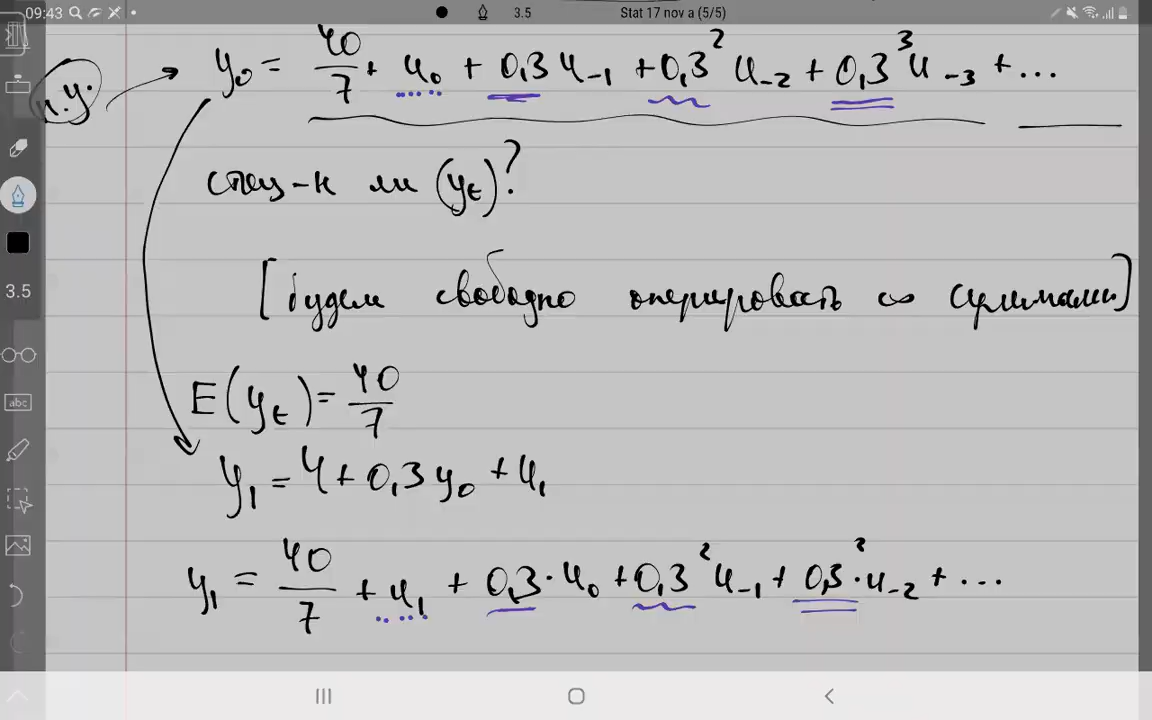 09:43 3.5 Stat 17 nov a (5/5)
н.у. → y₀ = 40/7 + u₀ + 0,3 u₋₁ + 0,3² u₋₂ + 0,3³ u₋₃ + ...
стац-н ли (yₜ)?
3.5
[будем свободно оперировать со суммами]
E(yₜ) = 40/7
abc
y₁ = 4 + 0,3 y₀ + u₁
y₁ = 40/7 + u₁ + 0,3 · u₀ + 0,3² u₋₁ + 0,3² · u₋₂ + ...